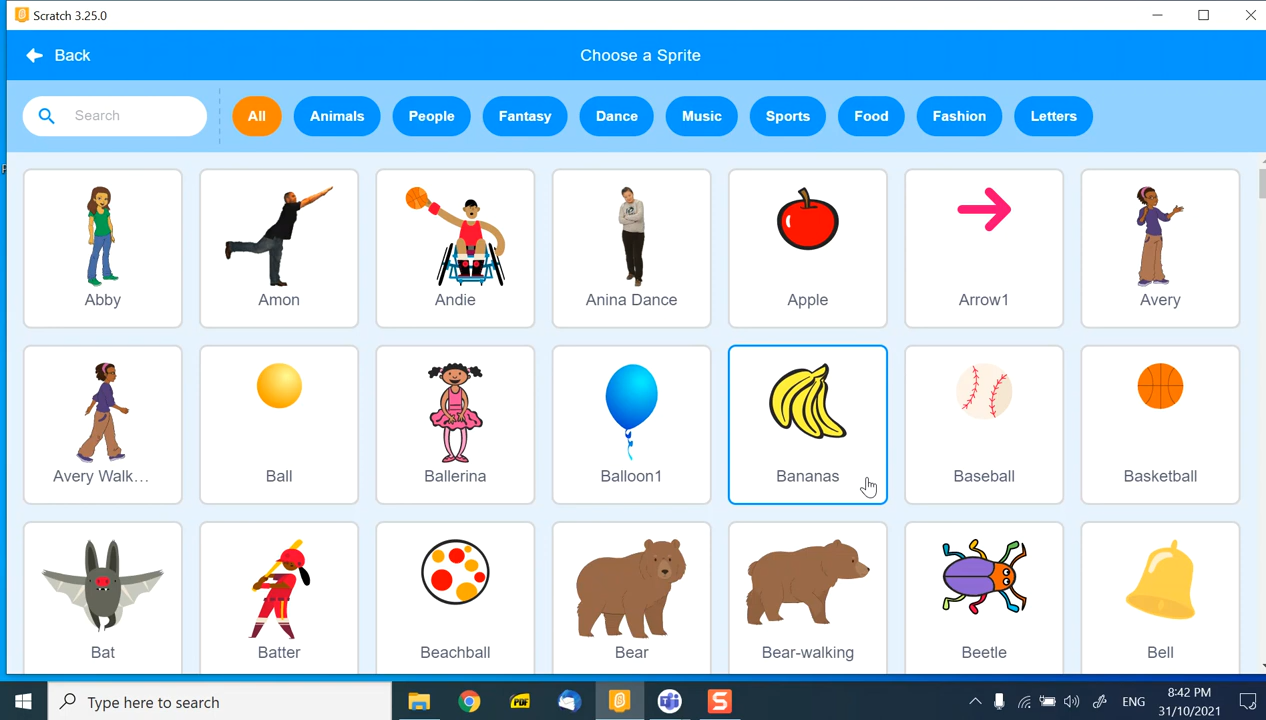 Scratch 3.25.0
Back
Choose a Sprite
Search
All
Animals
People
Fantasy
Dance
Music
Sports
Food
Fashion
Letters
Abby
Amon
Andie
Anina Dance
Apple
Arrow1
Avery
Avery Walk...
Ball
Ballerina
Balloon1
Bananas
Baseball
Basketball
Bat
Batter
Beachball
Bear
Bear-walking
Beetle
Bell
Type here to search
PDF
ENG
8:42 PM
31/10/2021